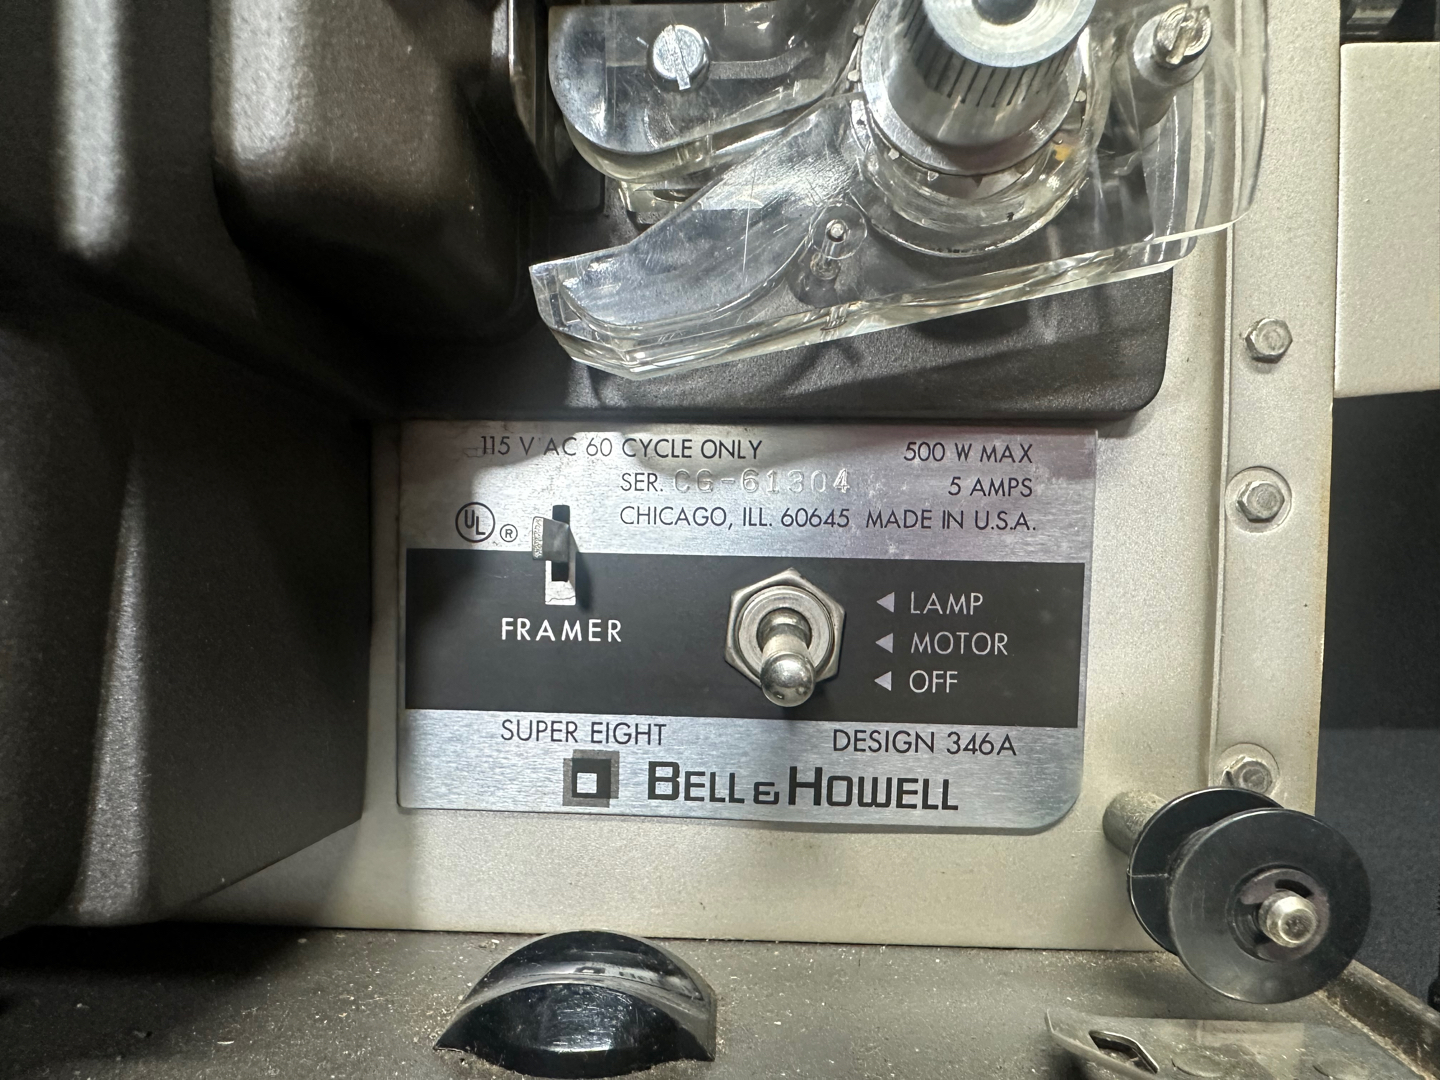 115 V AC 60 CYCLE ONLY 500 W MAX
SER. CG-61304 5 AMPS
CHICAGO, ILL. 60645 MADE IN U.S.A.
UL ®
LAMP
MOTOR
OFF
FRAMER
SUPER EIGHT DESIGN 346A
BELL & HOWELL